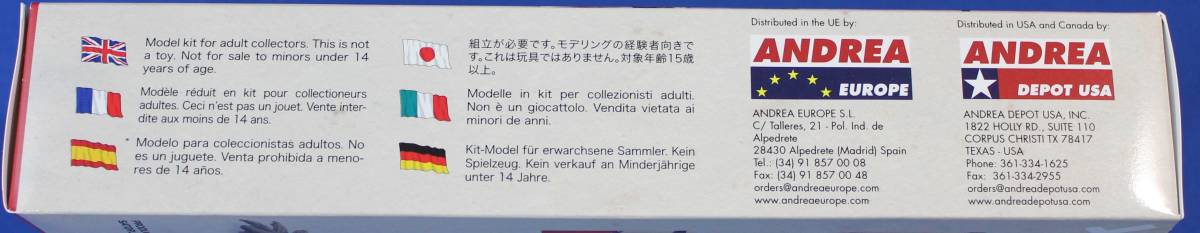 Model kit for adult collectors. This is not
a toy. Not for sale to minors under 14
years of age.
Modèle réduit en kit pour collectioneurs
adultes. Ceci n'est pas un jouet. Vente inter-
dite aux moins de 14 ans.
Modelo para coleccionistas adultos. No
es un juguete. Venta prohibida a meno-
res de 14 años.
組立が必要です。モデリングの経験者向きで
す。これは玩具ではありません。対象年齢15歳
以上。
Modelle in kit per collezionisti adulti.
Non è un giocattolo. Vendita vietata ai
minori de anni.
Kit-Model für erwarchsene Sammler. Kein
Spielzeug. Kein verkauf an Minderjährige
unter 14 Jahre.
Distributed in the UE by:
ANDREA
EUROPE
ANDREA EUROPE S.L.
C/ Talleres, 21 - Pol. Ind. de
Alpedrete
28430 Alpedrete (Madrid) Spain
Tel.: (34) 91 857 00 08
Fax: (34) 91 857 00 48
orders@andreaeurope.com
www.andreaeurope.com
Distributed in USA and Canada by:
ANDREA
DEPOT USA
ANDREA DEPOT USA, INC.
1822 HOLLY RD., SUITE 110
CORPUS CHRISTI TX 78417
TEXAS - USA
Phone: 361-334-1625
Fax: 361-334-2955
orders@andreadepotusa.com
www.andreadepotusa.com